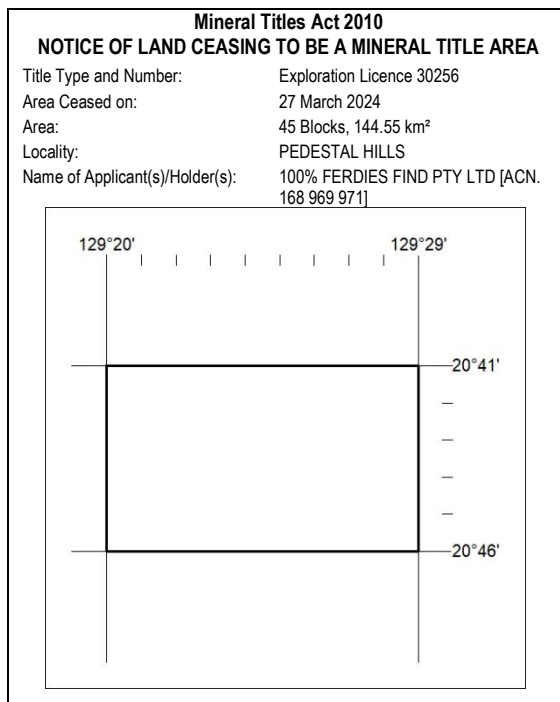 Mineral Titles Act 2010
NOTICE OF LAND CEASING TO BE A MINERAL TITLE AREA
Title Type and Number: Exploration Licence 30256
Area Ceased on: 27 March 2024
Area: 45 Blocks, 144.55 km²
Locality: PEDESTAL HILLS
Name of Applicant(s)/Holder(s): 100% FERDIES FIND PTY LTD [ACN.
168 969 971]
129°20' 129°29'
20°41'
20°46'